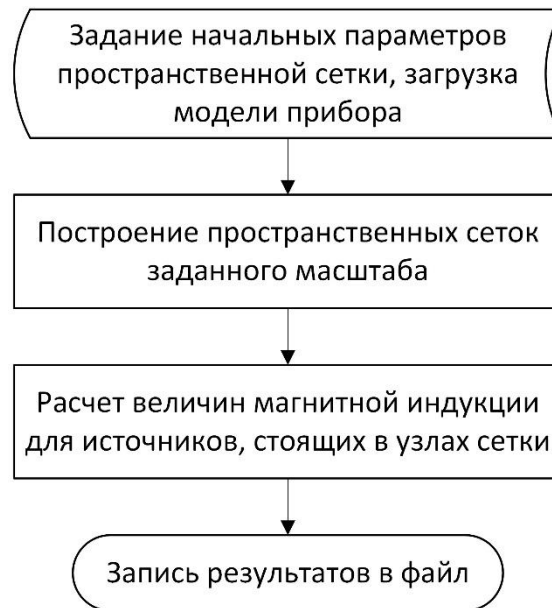 Задание начальных параметров
пространственной сетки, загрузка
модели прибора
Построение пространственных сеток
заданного масштаба
Расчет величин магнитной индукции
для источников, стоящих в узлах сетки
Запись результатов в файл